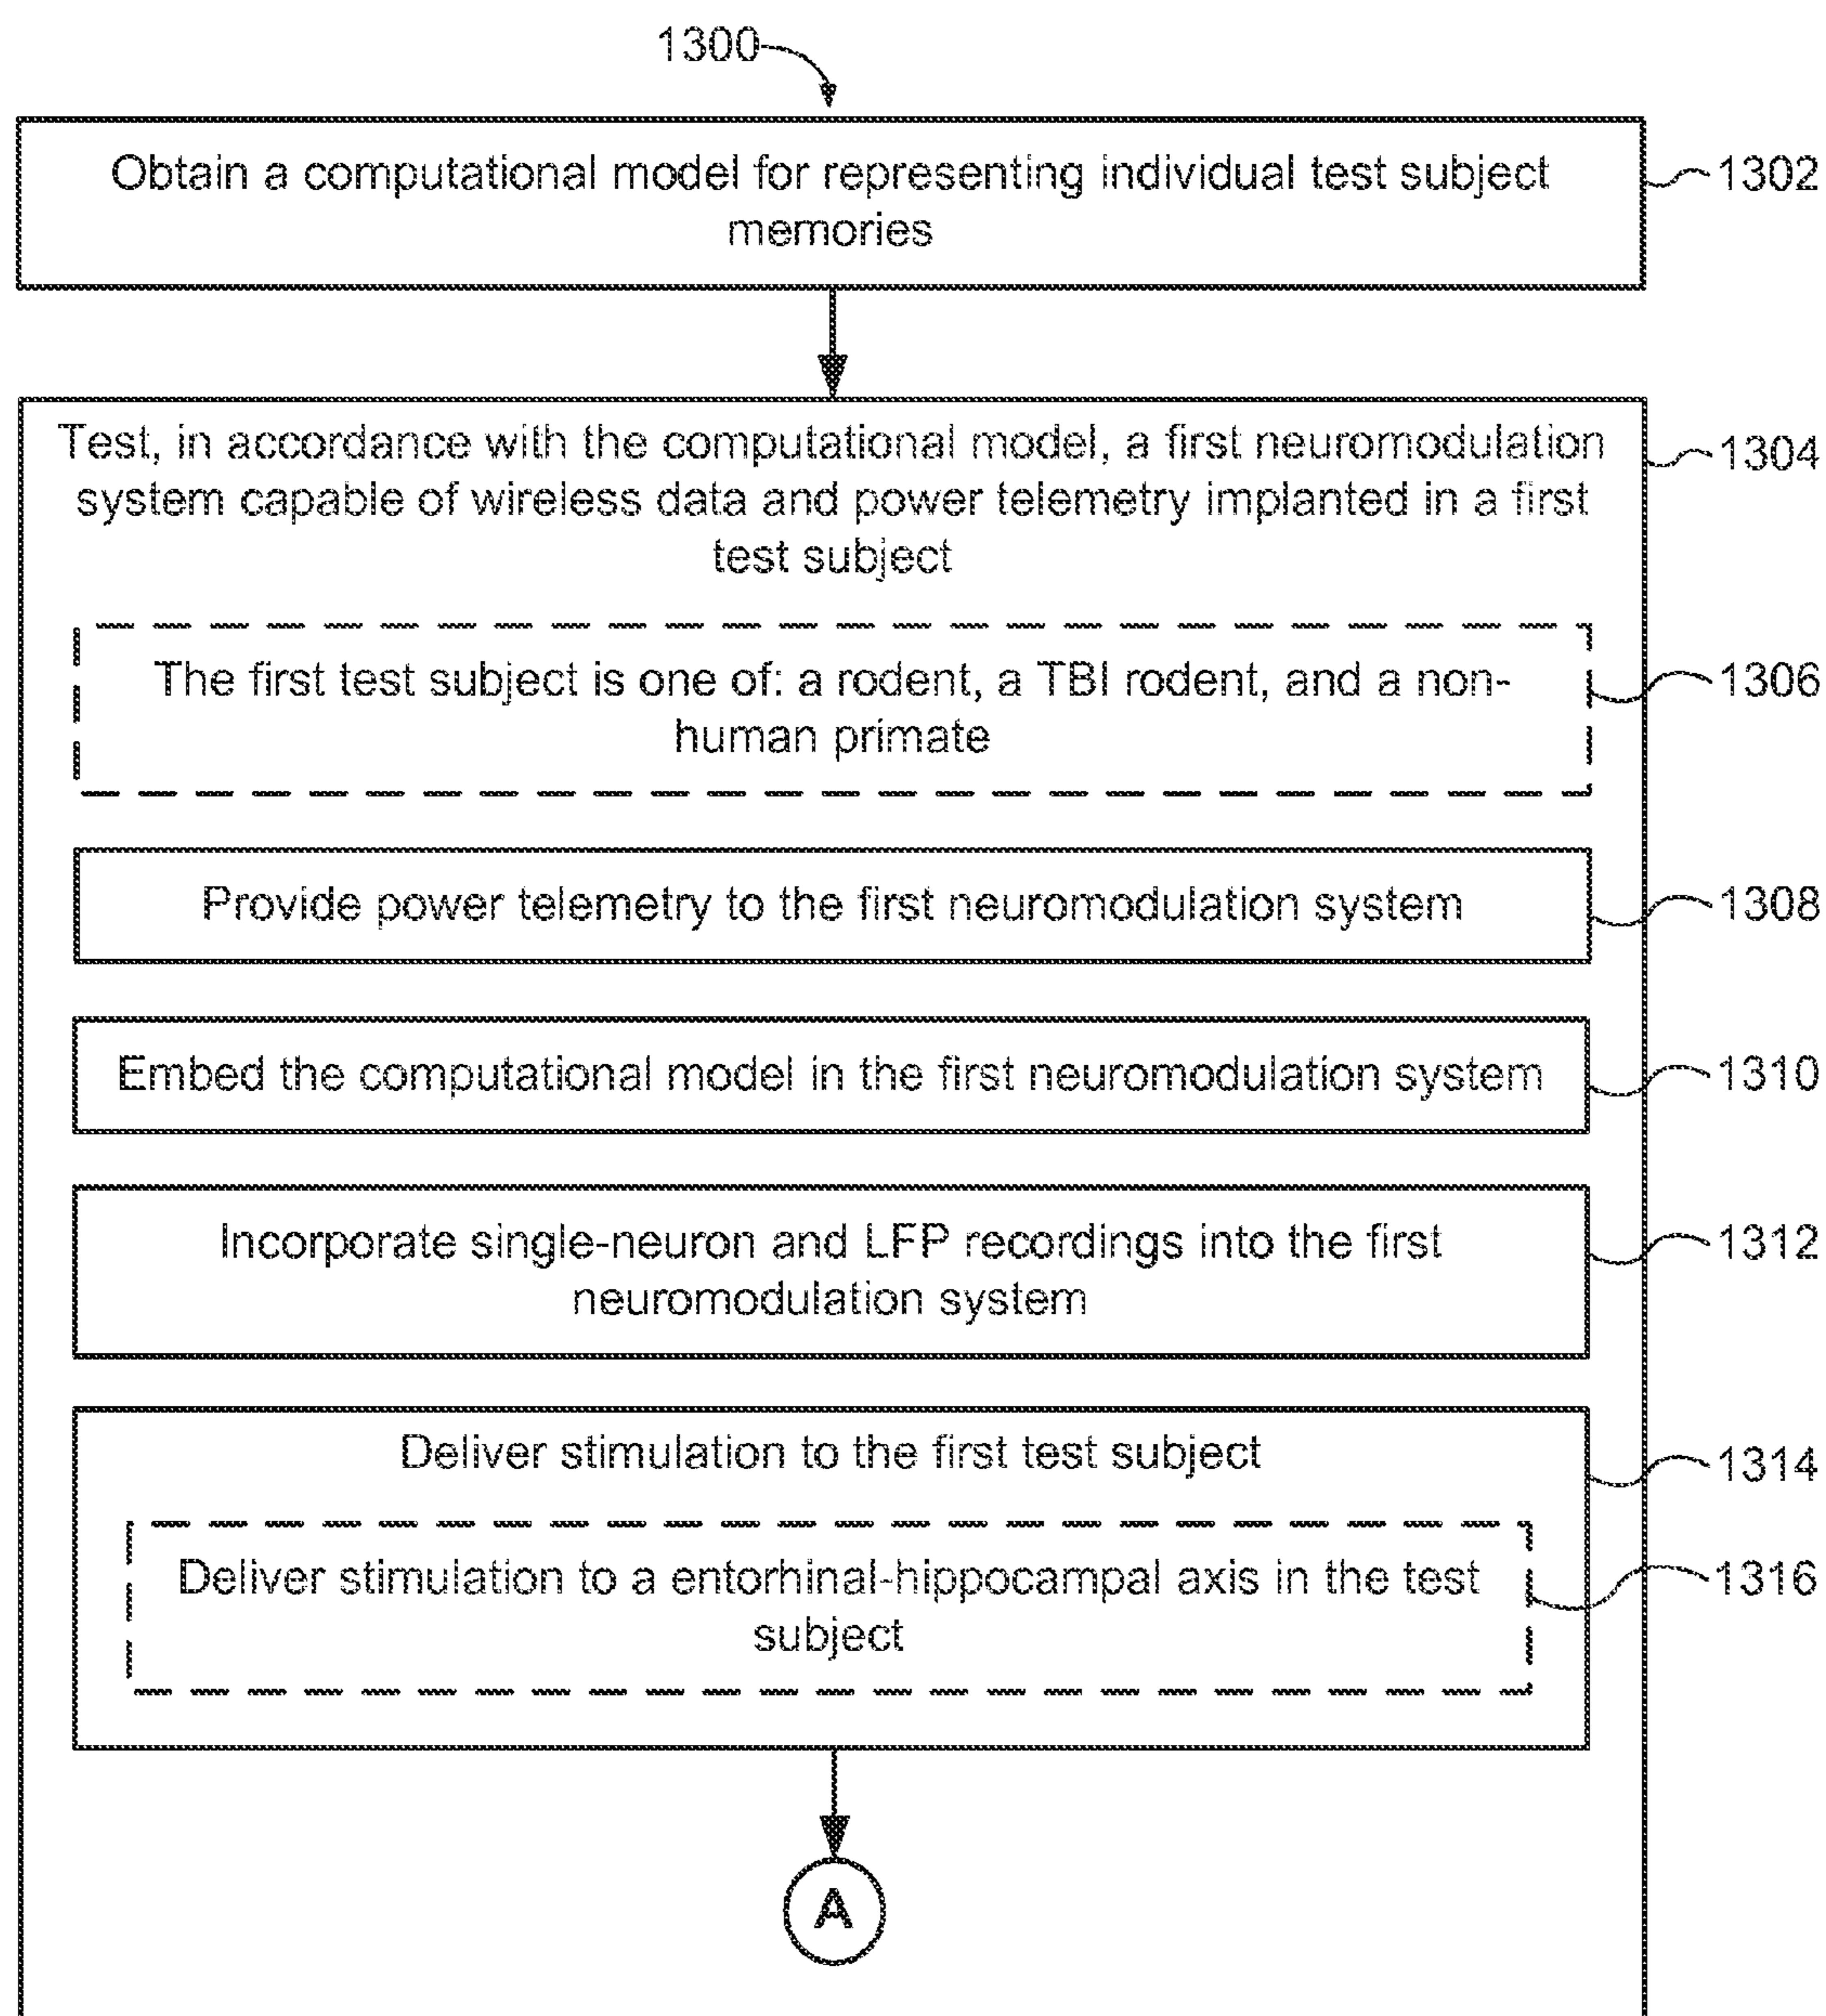 1300
Obtain a computational model for representing individual test subject
memories
1302
Test, in accordance with the computational model, a first neuromodulation
system capable of wireless data and power telemetry implanted in a first
test subject
1304
The first test subject is one of: a rodent, a TBI rodent, and a non-
human primate
1306
Provide power telemetry to the first neuromodulation system
1308
Embed the computational model in the first neuromodulation system
1310
Incorporate single-neuron and LFP recordings into the first
neuromodulation system
1312
Deliver stimulation to the first test subject
1314
Deliver stimulation to a entorhinal-hippocampal axis in the test
subject
1316
A